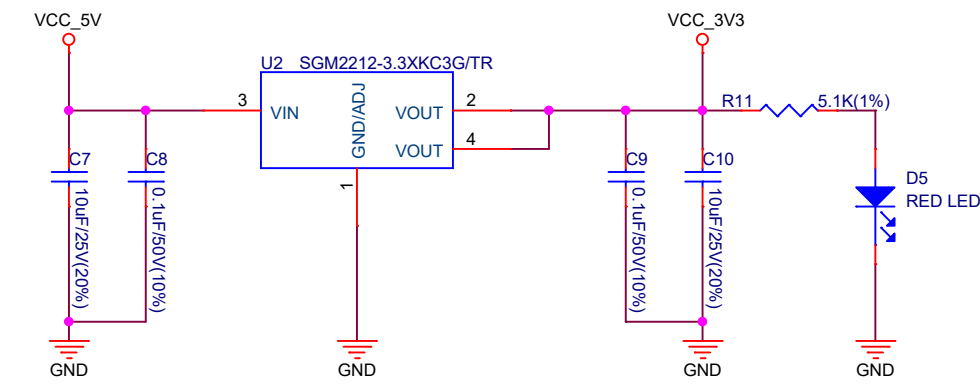 VCC_5V
VCC_3V3
U2 SGM2212-3.3XKC3G/TR
3
VIN
GND/ADJ
VOUT
2
VOUT
4
1
R11
5.1K(1%)
C7
10uF/25V(20%)
C8
0.1uF/50V(10%)
C9
0.1uF/50V(10%)
C10
10uF/25V(20%)
D5
RED LED
GND
GND
GND
GND